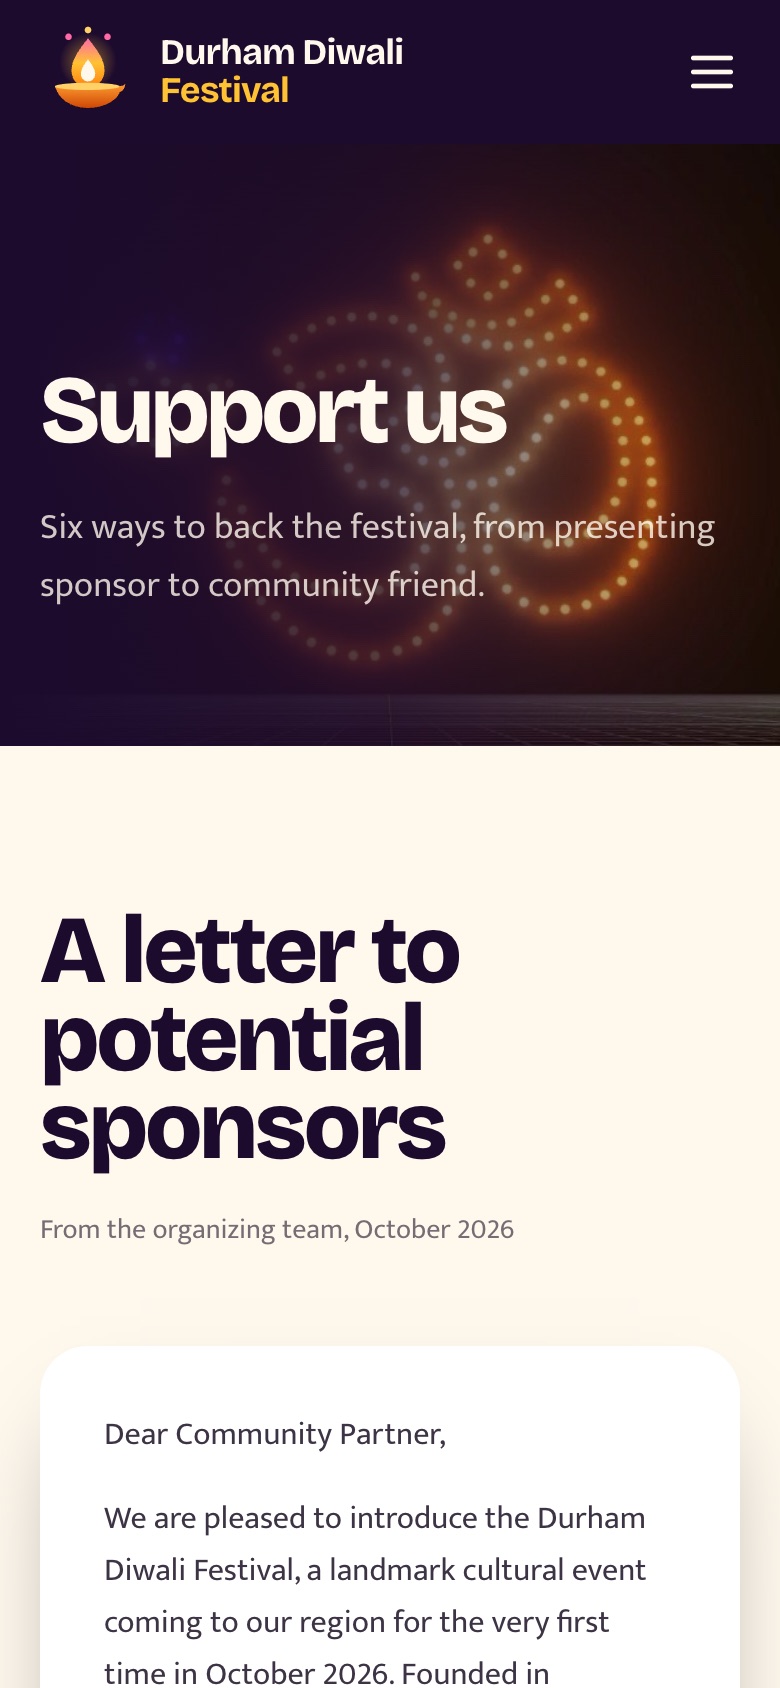 Durham Diwali
Festival
Support us
Six ways to back the festival, from presenting
sponsor to community friend.
A letter to
potential
sponsors
From the organizing team, October 2026
Dear Community Partner,
We are pleased to introduce the Durham
Diwali Festival, a landmark cultural event
coming to our region for the very first
time in October 2026. Founded in